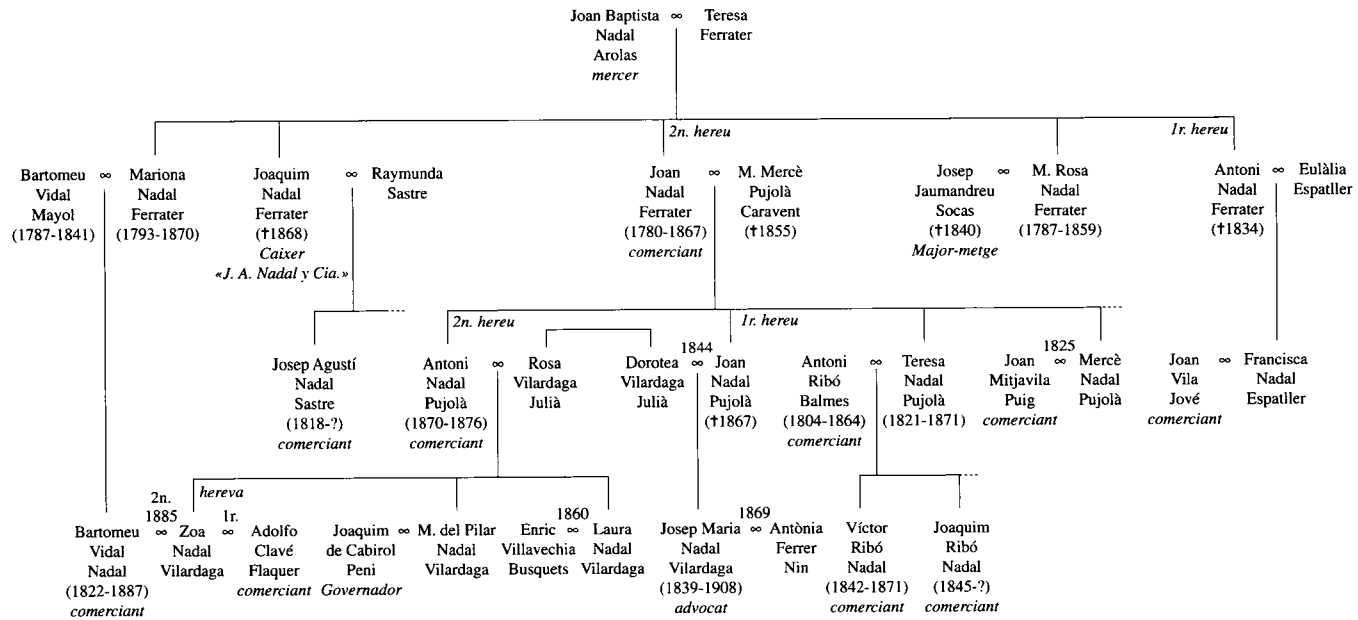 Joan Baptista ∞ Teresa
Nadal Ferrater
Arolas
mercer
2n. hereu 1r. hereu
Bartomeu ∞ Mariona Joaquim ∞ Raymunda Joan ∞ M. Mercè Josep ∞ M. Rosa Antoni ∞ Eulàlia
Vidal Nadal Nadal Sastre Nadal Pujolà Jaumandreu Nadal Nadal Espatller
Mayol Ferrater Ferrater Ferrater Caravent Socas Ferrater Ferrater
(1787-1841) (1793-1870) (†1868) (1780-1867) (†1855) (†1840) (1787-1859) (†1834)
Caixer comerciant Major-metge
«J. A. Nadal y Cia.»
2n. hereu 1r. hereu
1844 1825
Josep Agustí Antoni ∞ Rosa Dorotea ∞ Joan Antoni ∞ Teresa Joan ∞ Mercè Joan ∞ Francisca
Nadal Nadal Vilardaga Vilardaga Nadal Ribó Nadal Mitjavila Nadal Vila Nadal
Sastre Pujolà Julià Julià Pujolà Balmes Pujolà Puig Pujolà Jové Espatller
(1818-?) (1870-1876) (†1867) (1804-1864) (1821-1871) comerciant comerciant
comerciant comerciant comerciant
2n. hereva
1885 1r. 1860 1869
Bartomeu ∞ Zoa ∞ Adolfo Joaquim ∞ M. del Pilar Enric ∞ Laura Josep Maria ∞ Antònia Víctor Joaquim
Vidal Nadal Clavé de Cabirol Nadal Villavechia Nadal Nadal Ferrer Ribó Ribó
Nadal Vilardaga Flaquer Peni Vilardaga Busquets Vilardaga Vilardaga Nin Nadal Nadal
(1822-1887) comerciant Governador (1839-1908) (1842-1871) (1845-?)
comerciant advocat comerciant comerciant